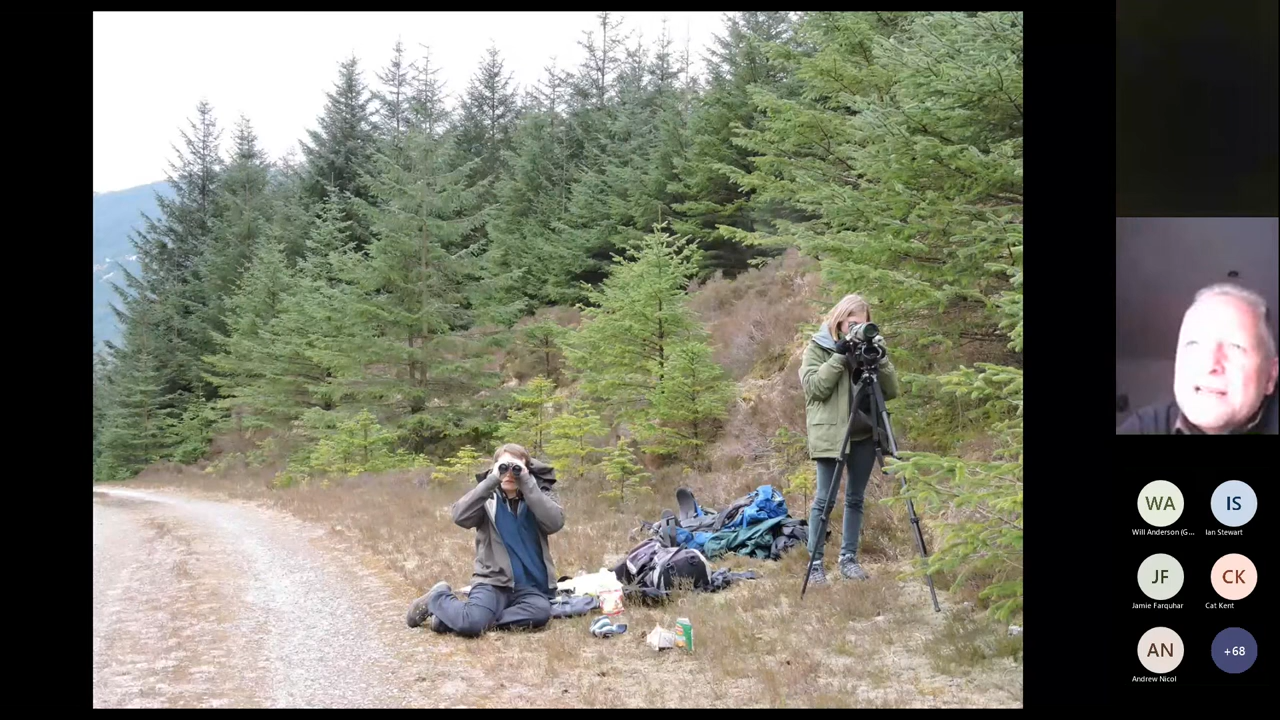 WA
IS
Will Anderson (G...
Ian Stewart
JF
CK
Jamie Farquhar
Cat Kent
AN
+68
Andrew Nicol